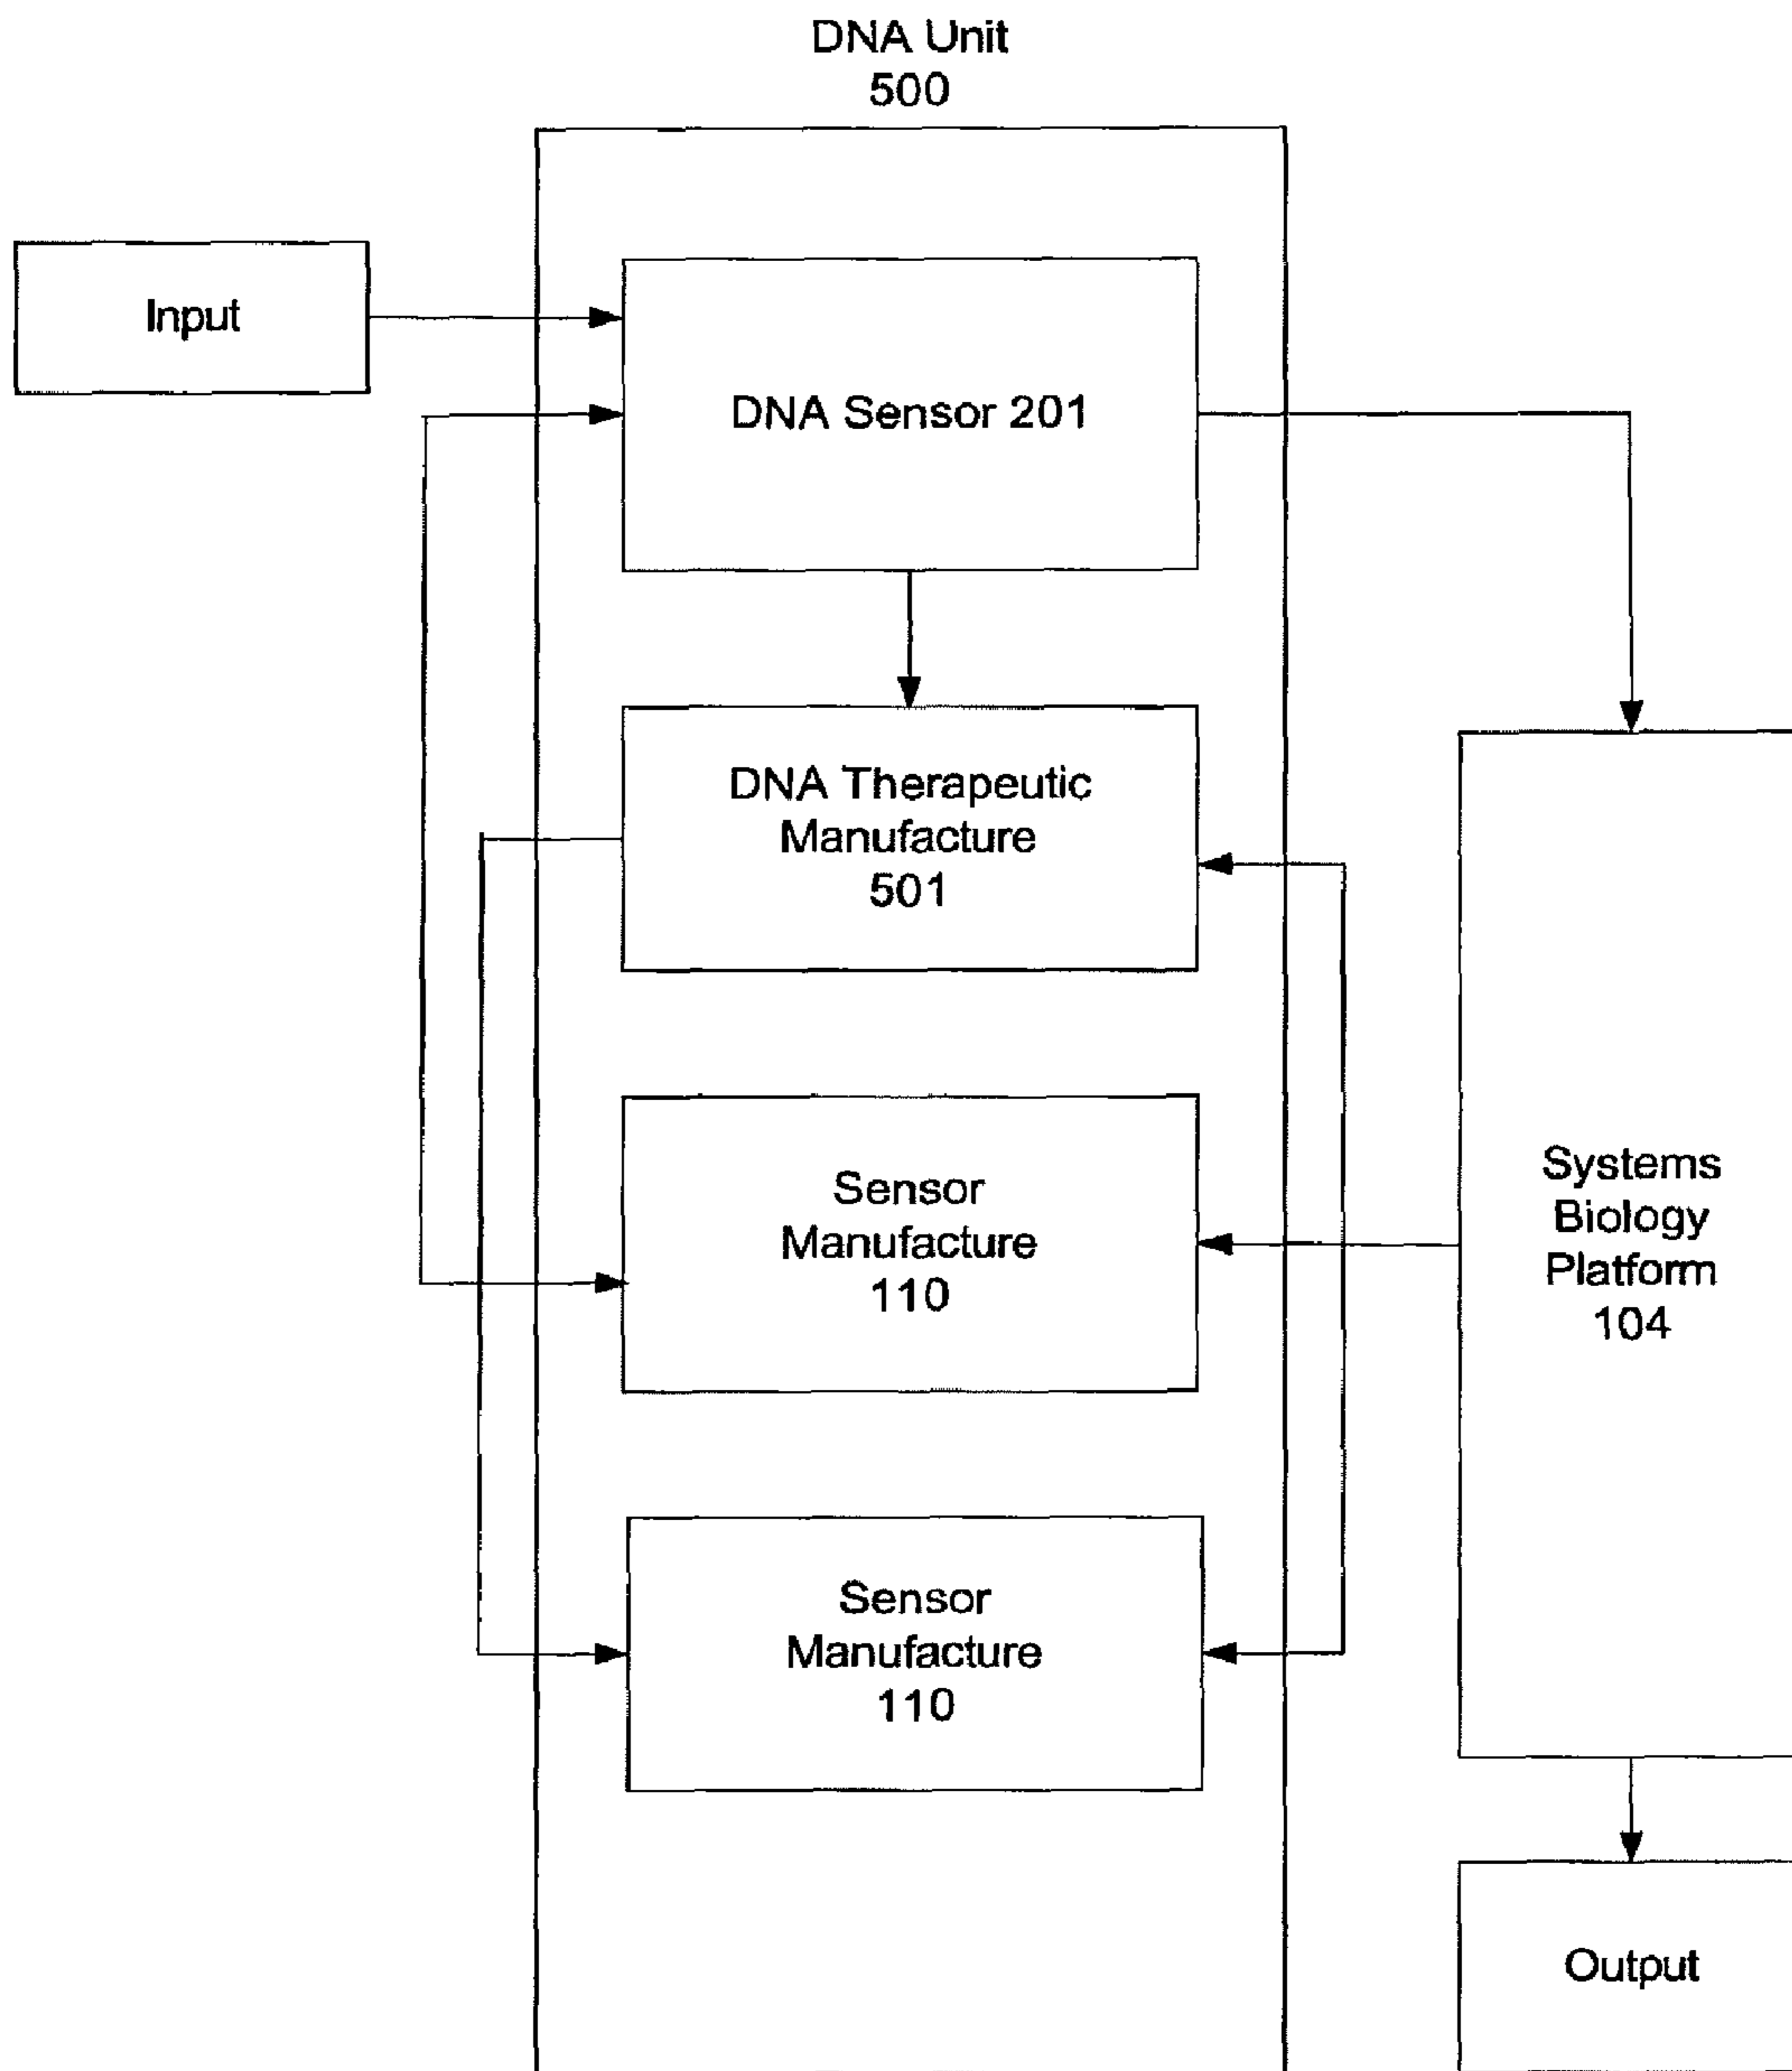 DNA Unit
500
Input
DNA Sensor 201
DNA Therapeutic
Manufacture
501
Sensor
Manufacture
110
Systems
Biology
Platform
104
Sensor
Manufacture
110
Output